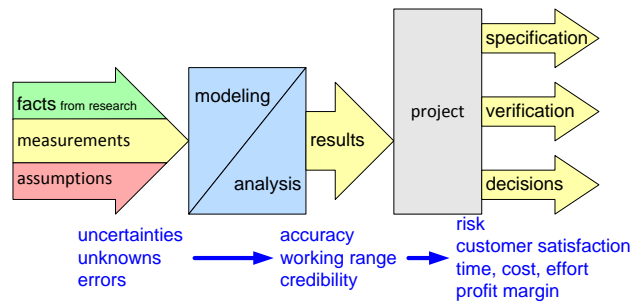 facts from research
measurements
assumptions
modeling
analysis
results
project
specification
verification
decisions
uncertainties
unknowns
errors
accuracy
working range
credibility
risk
customer satisfaction
time, cost, effort
profit margin